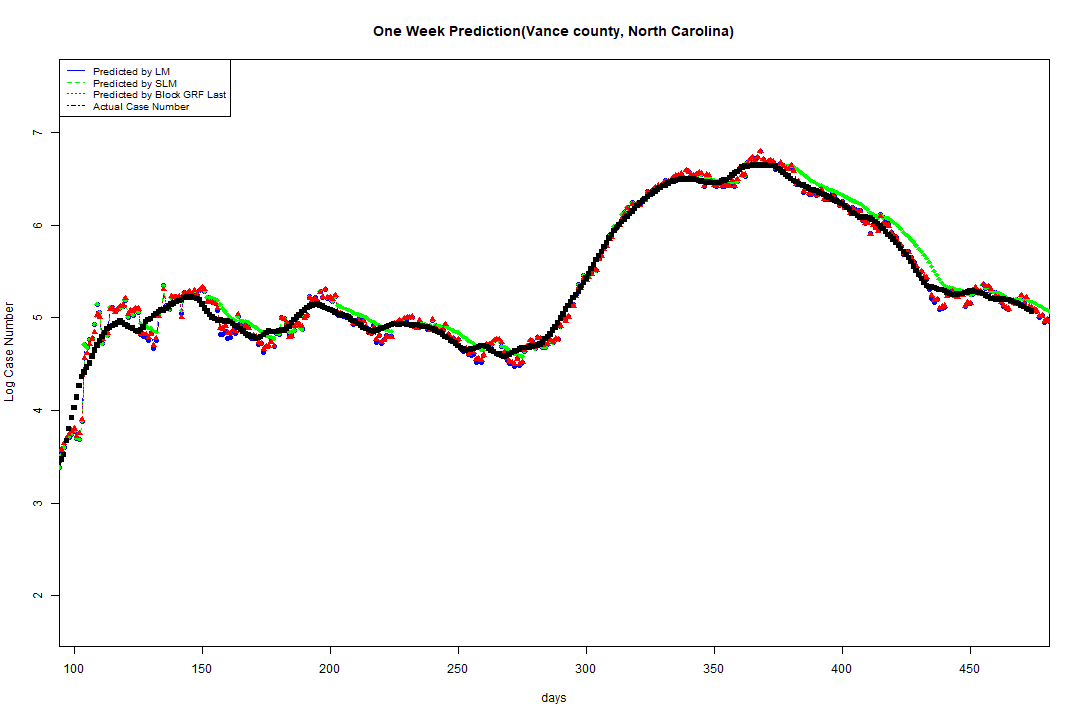 One Week Prediction(Vance county, North Carolina)
Predicted by LM
Predicted by SLM
Predicted by Block GRF Last
Actual Case Number
7
6
5
4
3
2
Log Case Number
100 150 200 250 300 350 400 450
days